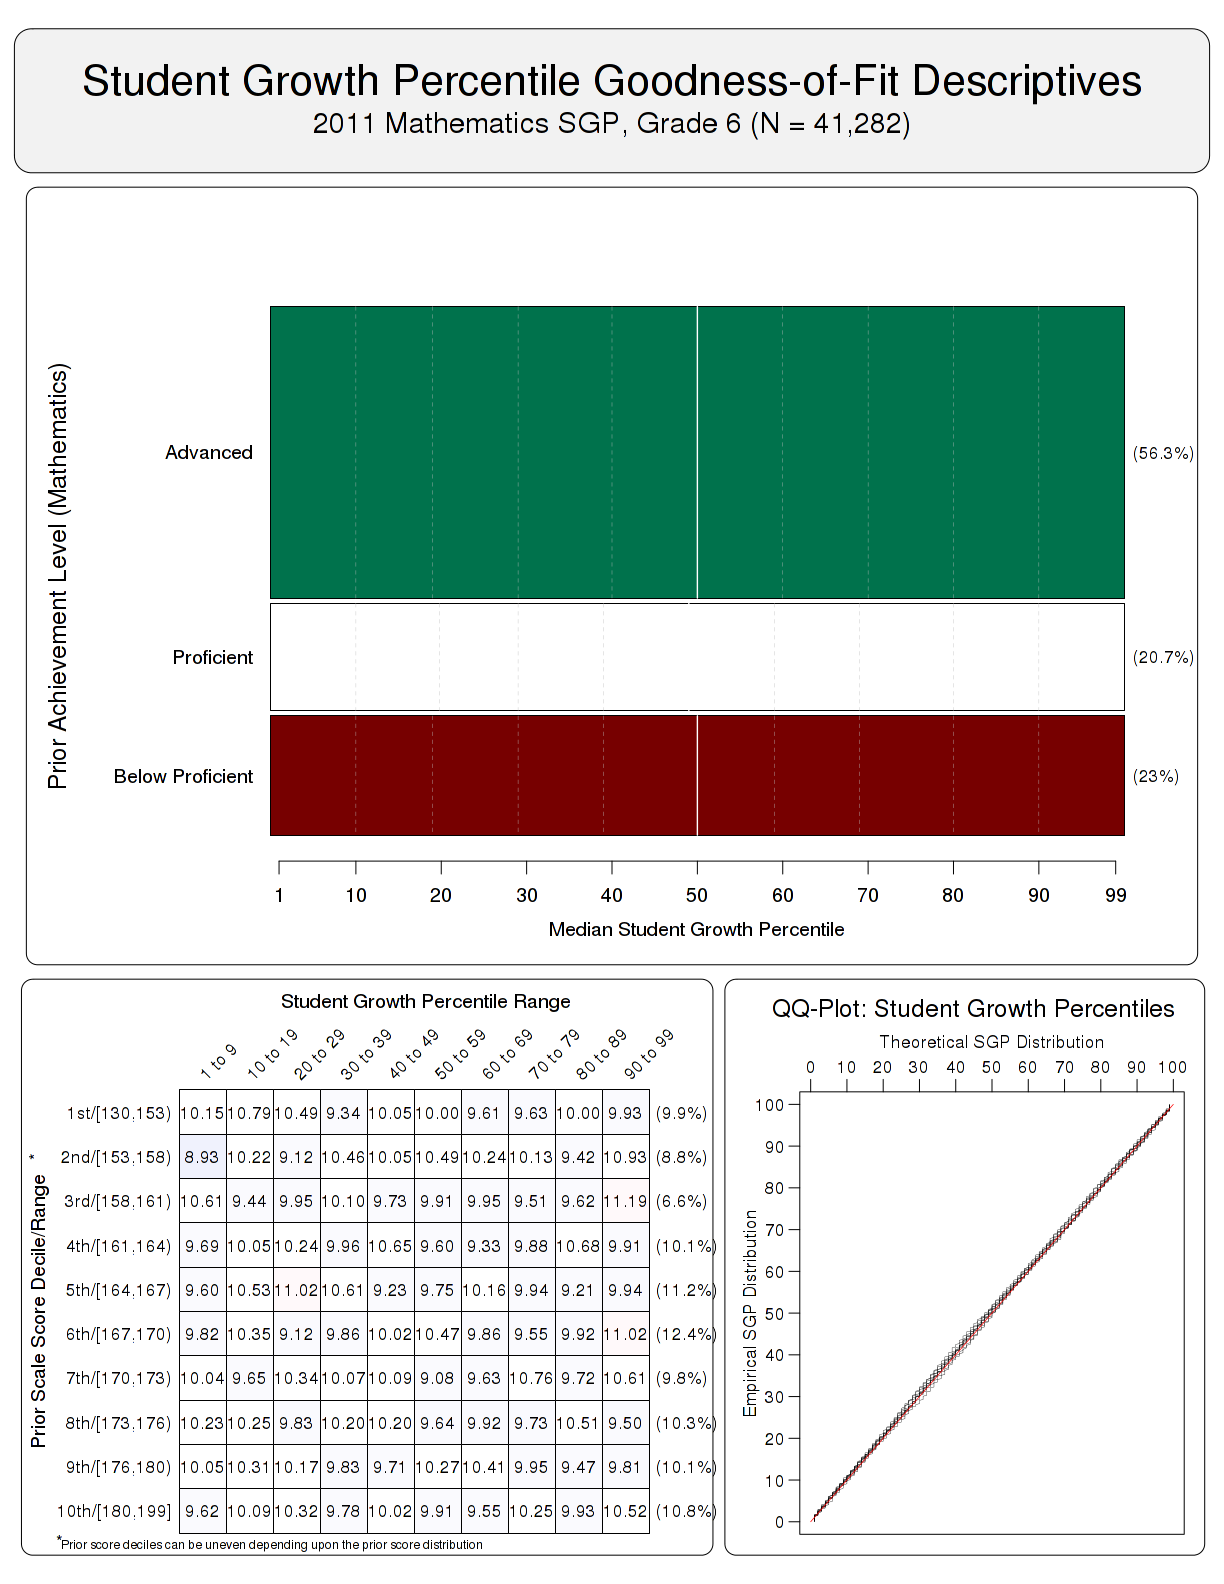 Student Growth Percentile Goodness-of-Fit Descriptives
2011 Mathematics SGP, Grade 6 (N = 41,282)
Prior Achievement Level (Mathematics)
Advanced (56.3%)
Proficient (20.7%)
Below Proficient (23%)
1 10 20 30 40 50 60 70 80 90 99
Median Student Growth Percentile
Student Growth Percentile Range
1 to 9 10 to 19 20 to 29 30 to 39 40 to 49 50 to 59 60 to 69 70 to 79 80 to 89 90 to 99
Prior Scale Score Decile/Range *
1st/[130,153) 10.15 10.79 10.49 9.34 10.05 10.00 9.61 9.63 10.00 9.93 (9.9%)
2nd/[153,158) 8.93 10.22 9.12 10.46 10.05 10.49 10.24 10.13 9.42 10.93 (8.8%)
3rd/[158,161) 10.61 9.44 9.95 10.10 9.73 9.91 9.95 9.51 9.62 11.19 (6.6%)
4th/[161,164) 9.69 10.05 10.24 9.96 10.65 9.60 9.33 9.88 10.68 9.91 (10.1%)
5th/[164,167) 9.60 10.53 11.02 10.61 9.23 9.75 10.16 9.94 9.21 9.94 (11.2%)
6th/[167,170) 9.82 10.35 9.12 9.86 10.02 10.47 9.86 9.55 9.92 11.02 (12.4%)
7th/[170,173) 10.04 9.65 10.34 10.07 10.09 9.08 9.63 10.76 9.72 10.61 (9.8%)
8th/[173,176) 10.23 10.25 9.83 10.20 10.20 9.64 9.92 9.73 10.51 9.50 (10.3%)
9th/[176,180) 10.05 10.31 10.17 9.83 9.71 10.27 10.41 9.95 9.47 9.81 (10.1%)
10th/[180,199] 9.62 10.09 10.32 9.78 10.02 9.91 9.55 10.25 9.93 10.52 (10.8%)
*Prior score deciles can be uneven depending upon the prior score distribution
QQ-Plot: Student Growth Percentiles
Theoretical SGP Distribution
0 10 20 30 40 50 60 70 80 90 100
Empirical SGP Distribution
100
90
80
70
60
50
40
30
20
10
0